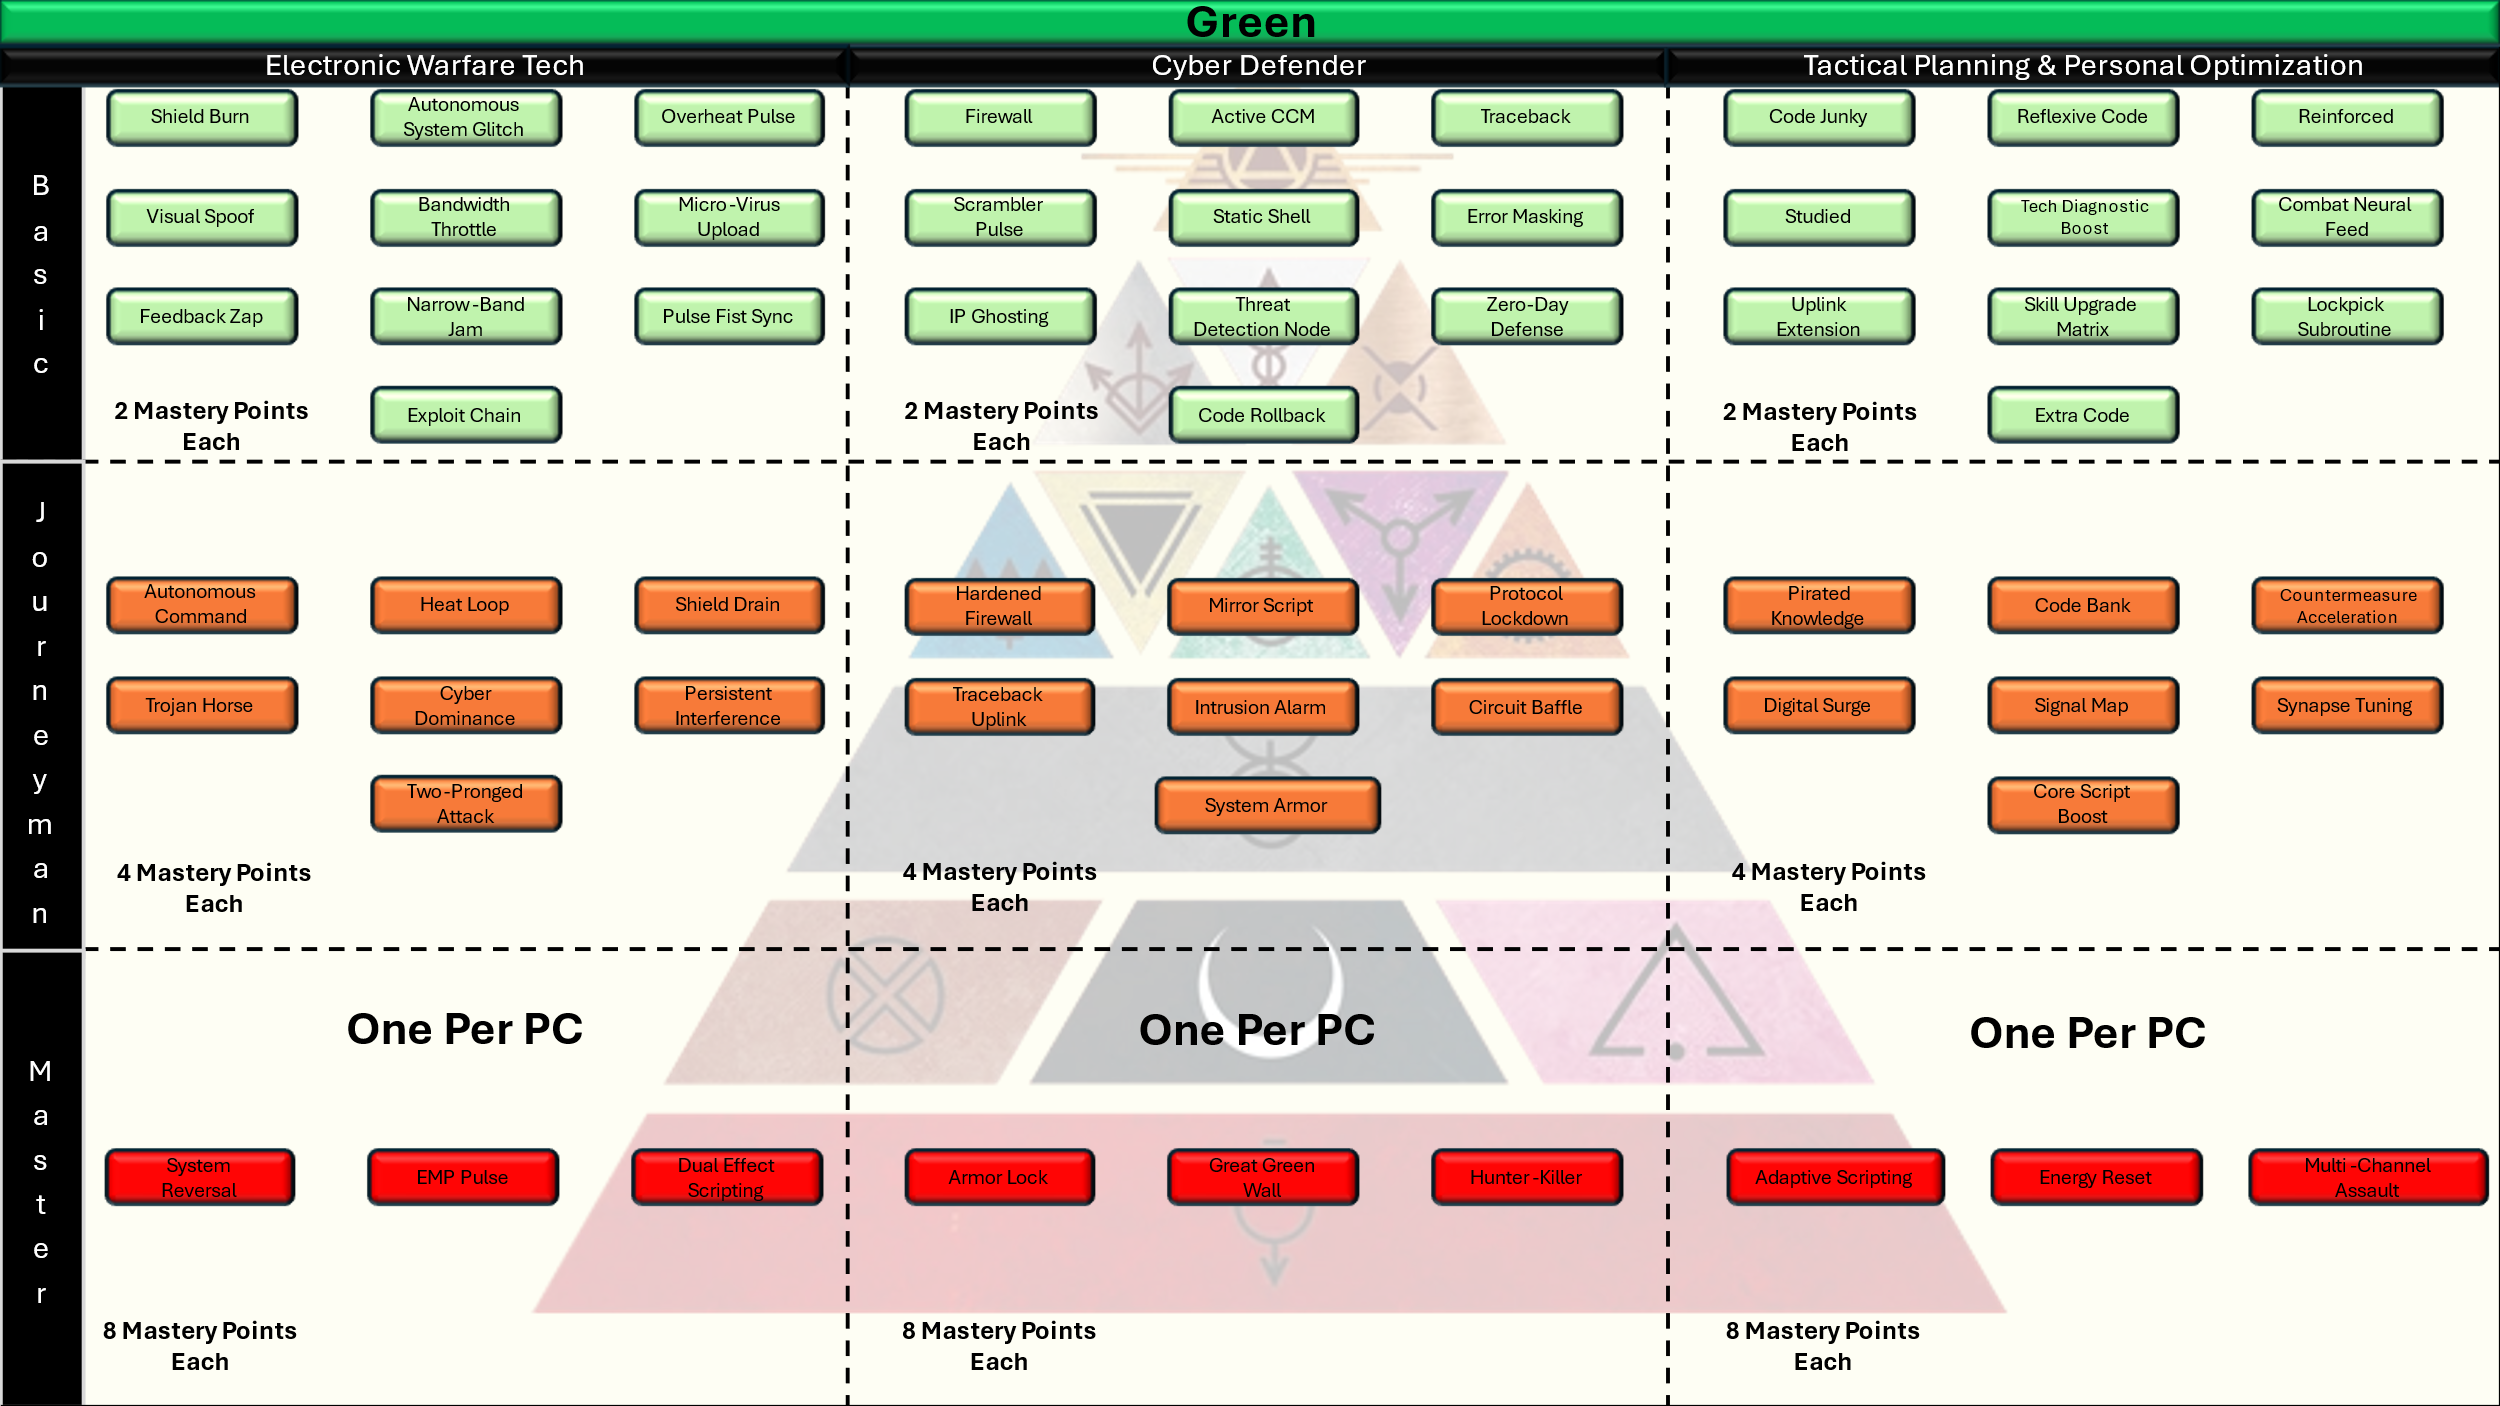 Green
Electronic Warfare Tech
Cyber Defender
Tactical Planning & Personal Optimization
Basic
Shield Burn
Autonomous
System Glitch
Overheat Pulse
Visual Spoof
Bandwidth
Throttle
Micro-Virus
Upload
Feedback Zap
Narrow-Band
Jam
Pulse Fist Sync
Exploit Chain
2 Mastery Points
Each
Firewall
Active CCM
Traceback
Scrambler
Pulse
Static Shell
Error Masking
IP Ghosting
Threat
Detection Node
Zero-Day
Defense
Code Rollback
2 Mastery Points
Each
Code Junky
Reflexive Code
Reinforced
Studied
Tech Diagnostic
Boost
Combat Neural
Feed
Uplink
Extension
Skill Upgrade
Matrix
Lockpick
Subroutine
Extra Code
2 Mastery Points
Each
Journeyman
Autonomous
Command
Heat Loop
Shield Drain
Trojan Horse
Cyber
Dominance
Persistent
Interference
Two-Pronged
Attack
4 Mastery Points
Each
Hardened
Firewall
Mirror Script
Protocol
Lockdown
Traceback
Uplink
Intrusion Alarm
Circuit Baffle
System Armor
4 Mastery Points
Each
Pirated
Knowledge
Code Bank
Countermeasure
Acceleration
Digital Surge
Signal Map
Synapse Tuning
Core Script
Boost
4 Mastery Points
Each
Master
One Per PC
System
Reversal
EMP Pulse
Dual Effect
Scripting
8 Mastery Points
Each
One Per PC
Armor Lock
Great Green
Wall
Hunter-Killer
8 Mastery Points
Each
One Per PC
Adaptive Scripting
Energy Reset
Multi-Channel
Assault
8 Mastery Points
Each